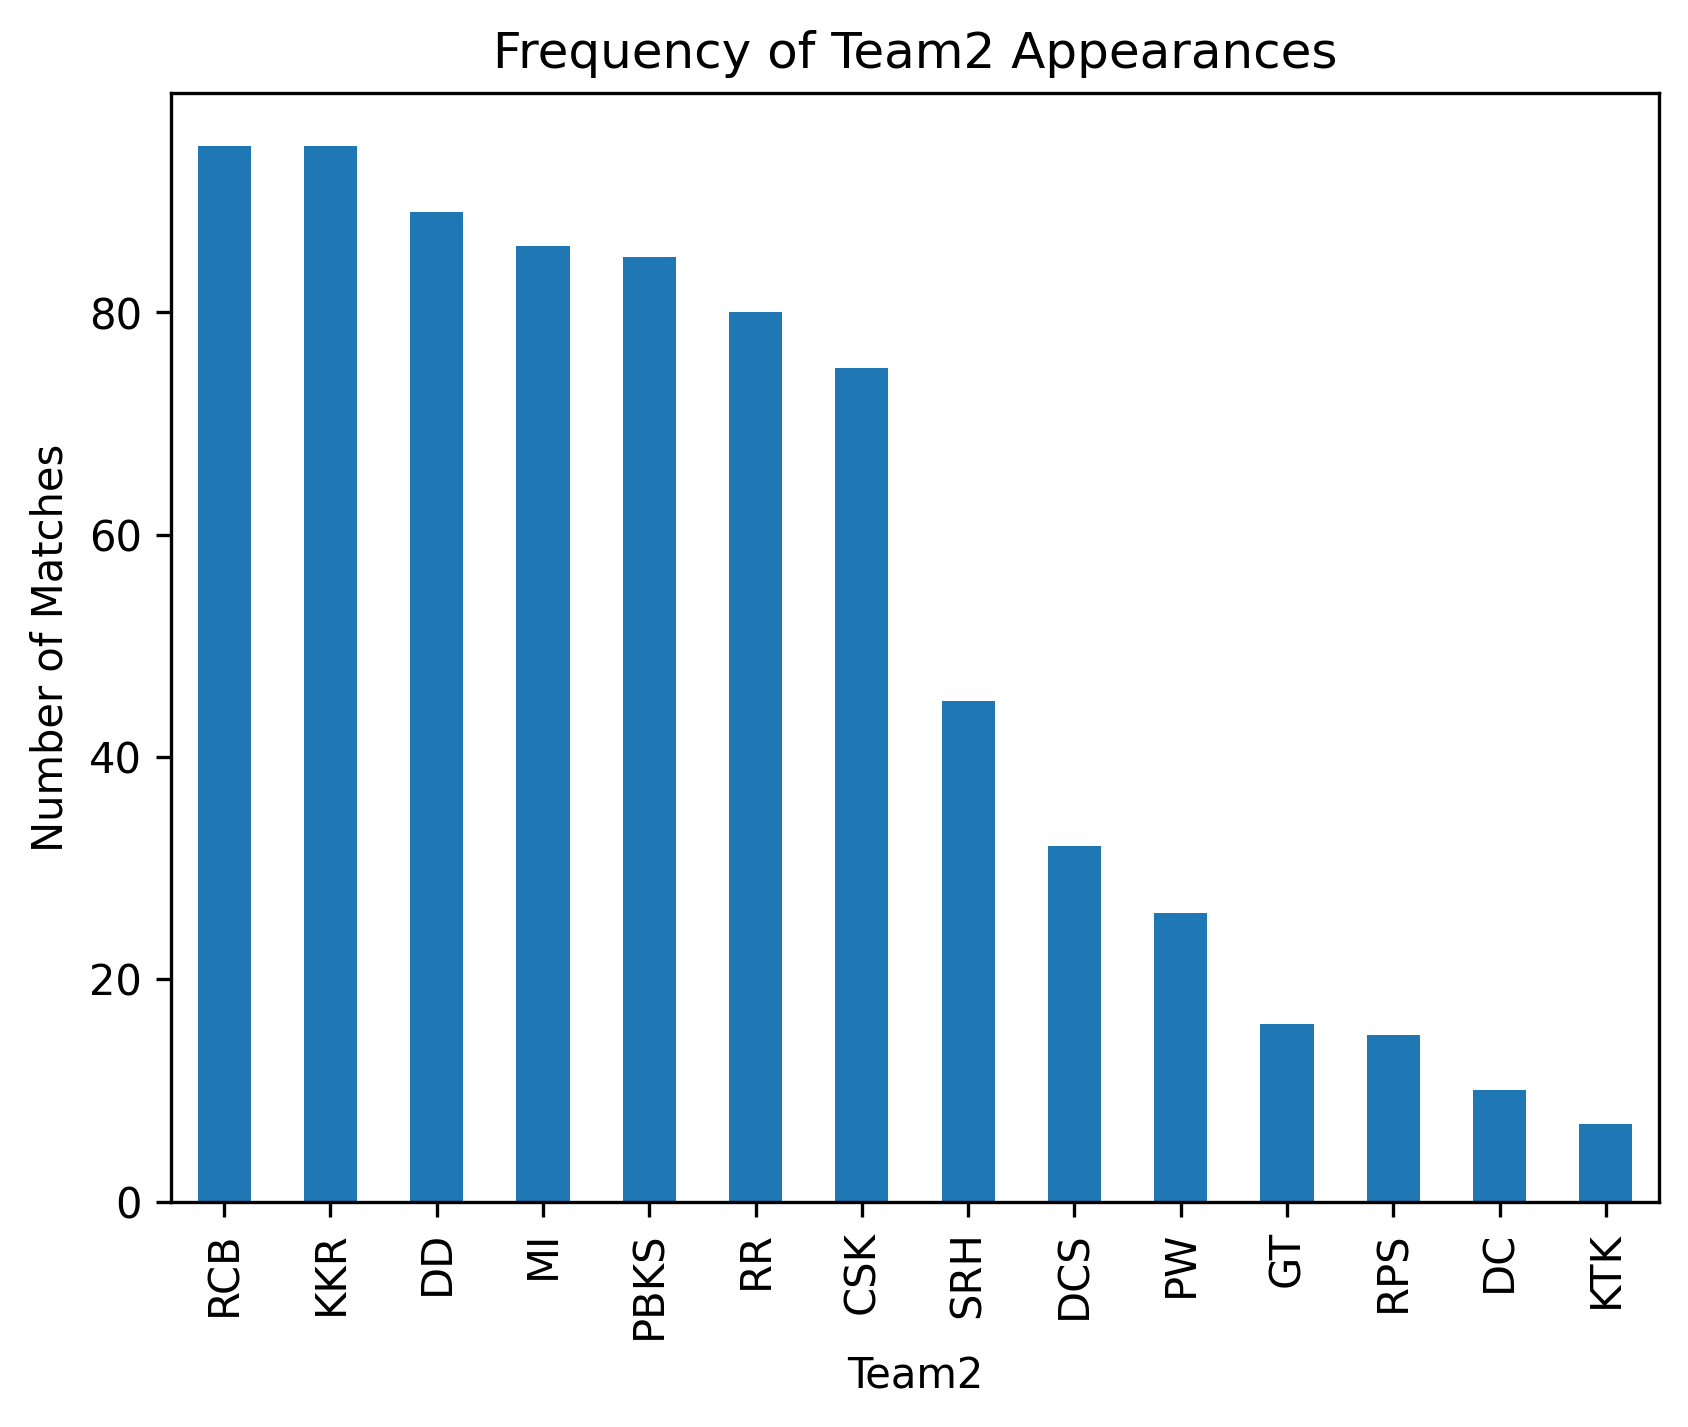 Frequency of Team2 Appearances
Number of Matches
80
60
40
20
0
RCB
KKR
DD
MI
PBKS
RR
CSK
SRH
DCS
PW
GT
RPS
DC
KTK
Team2